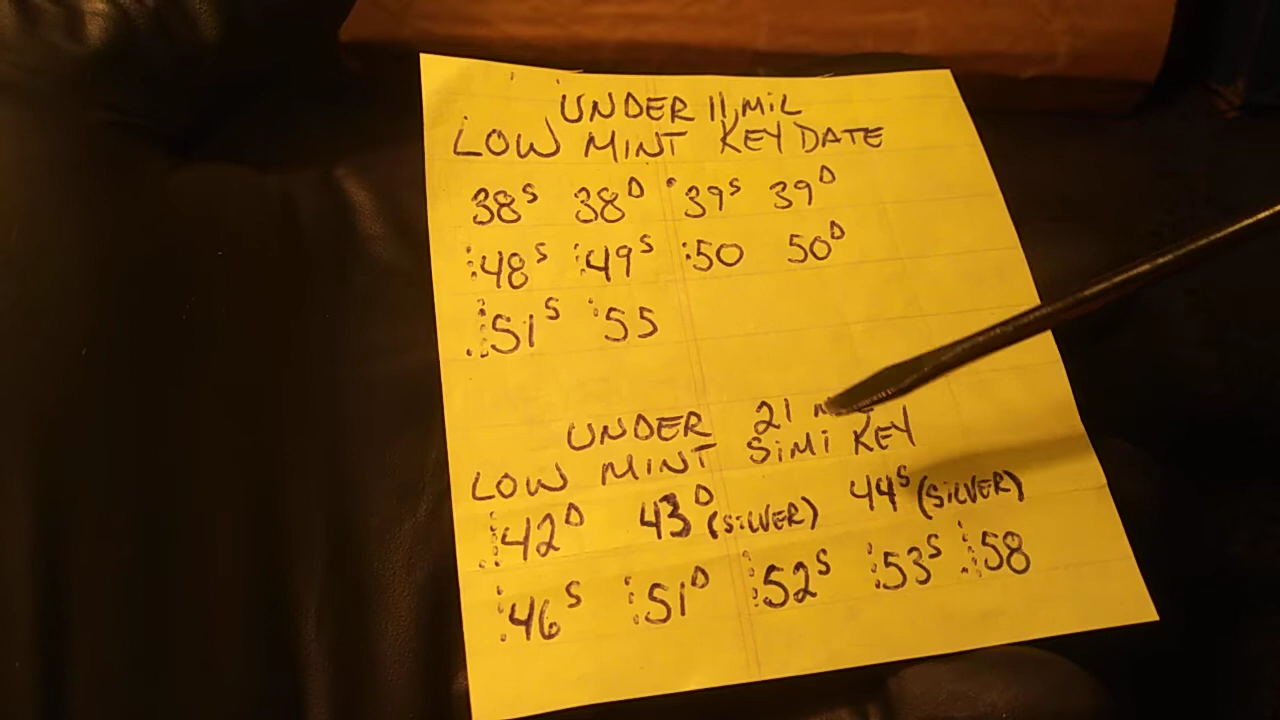 UNDER 11 MIL
LOW MINT KEY DATE
38S 38D 39S 39D
48S 49S 50 50D
51S 55
UNDER 21
LOW MINT SIMI KEY
42D 43D (SILVER) 44S (SILVER)
46S 51D 52S 53S 58